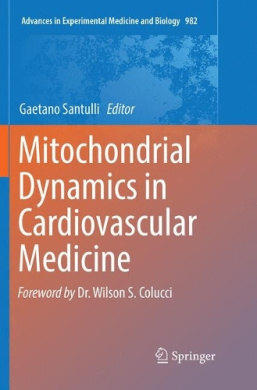 Advances in Experimental Medicine and Biology 982
Gaetano Santulli Editor
Mitochondrial
Dynamics in
Cardiovascular
Medicine
Foreword by Dr. Wilson S. Colucci
Springer